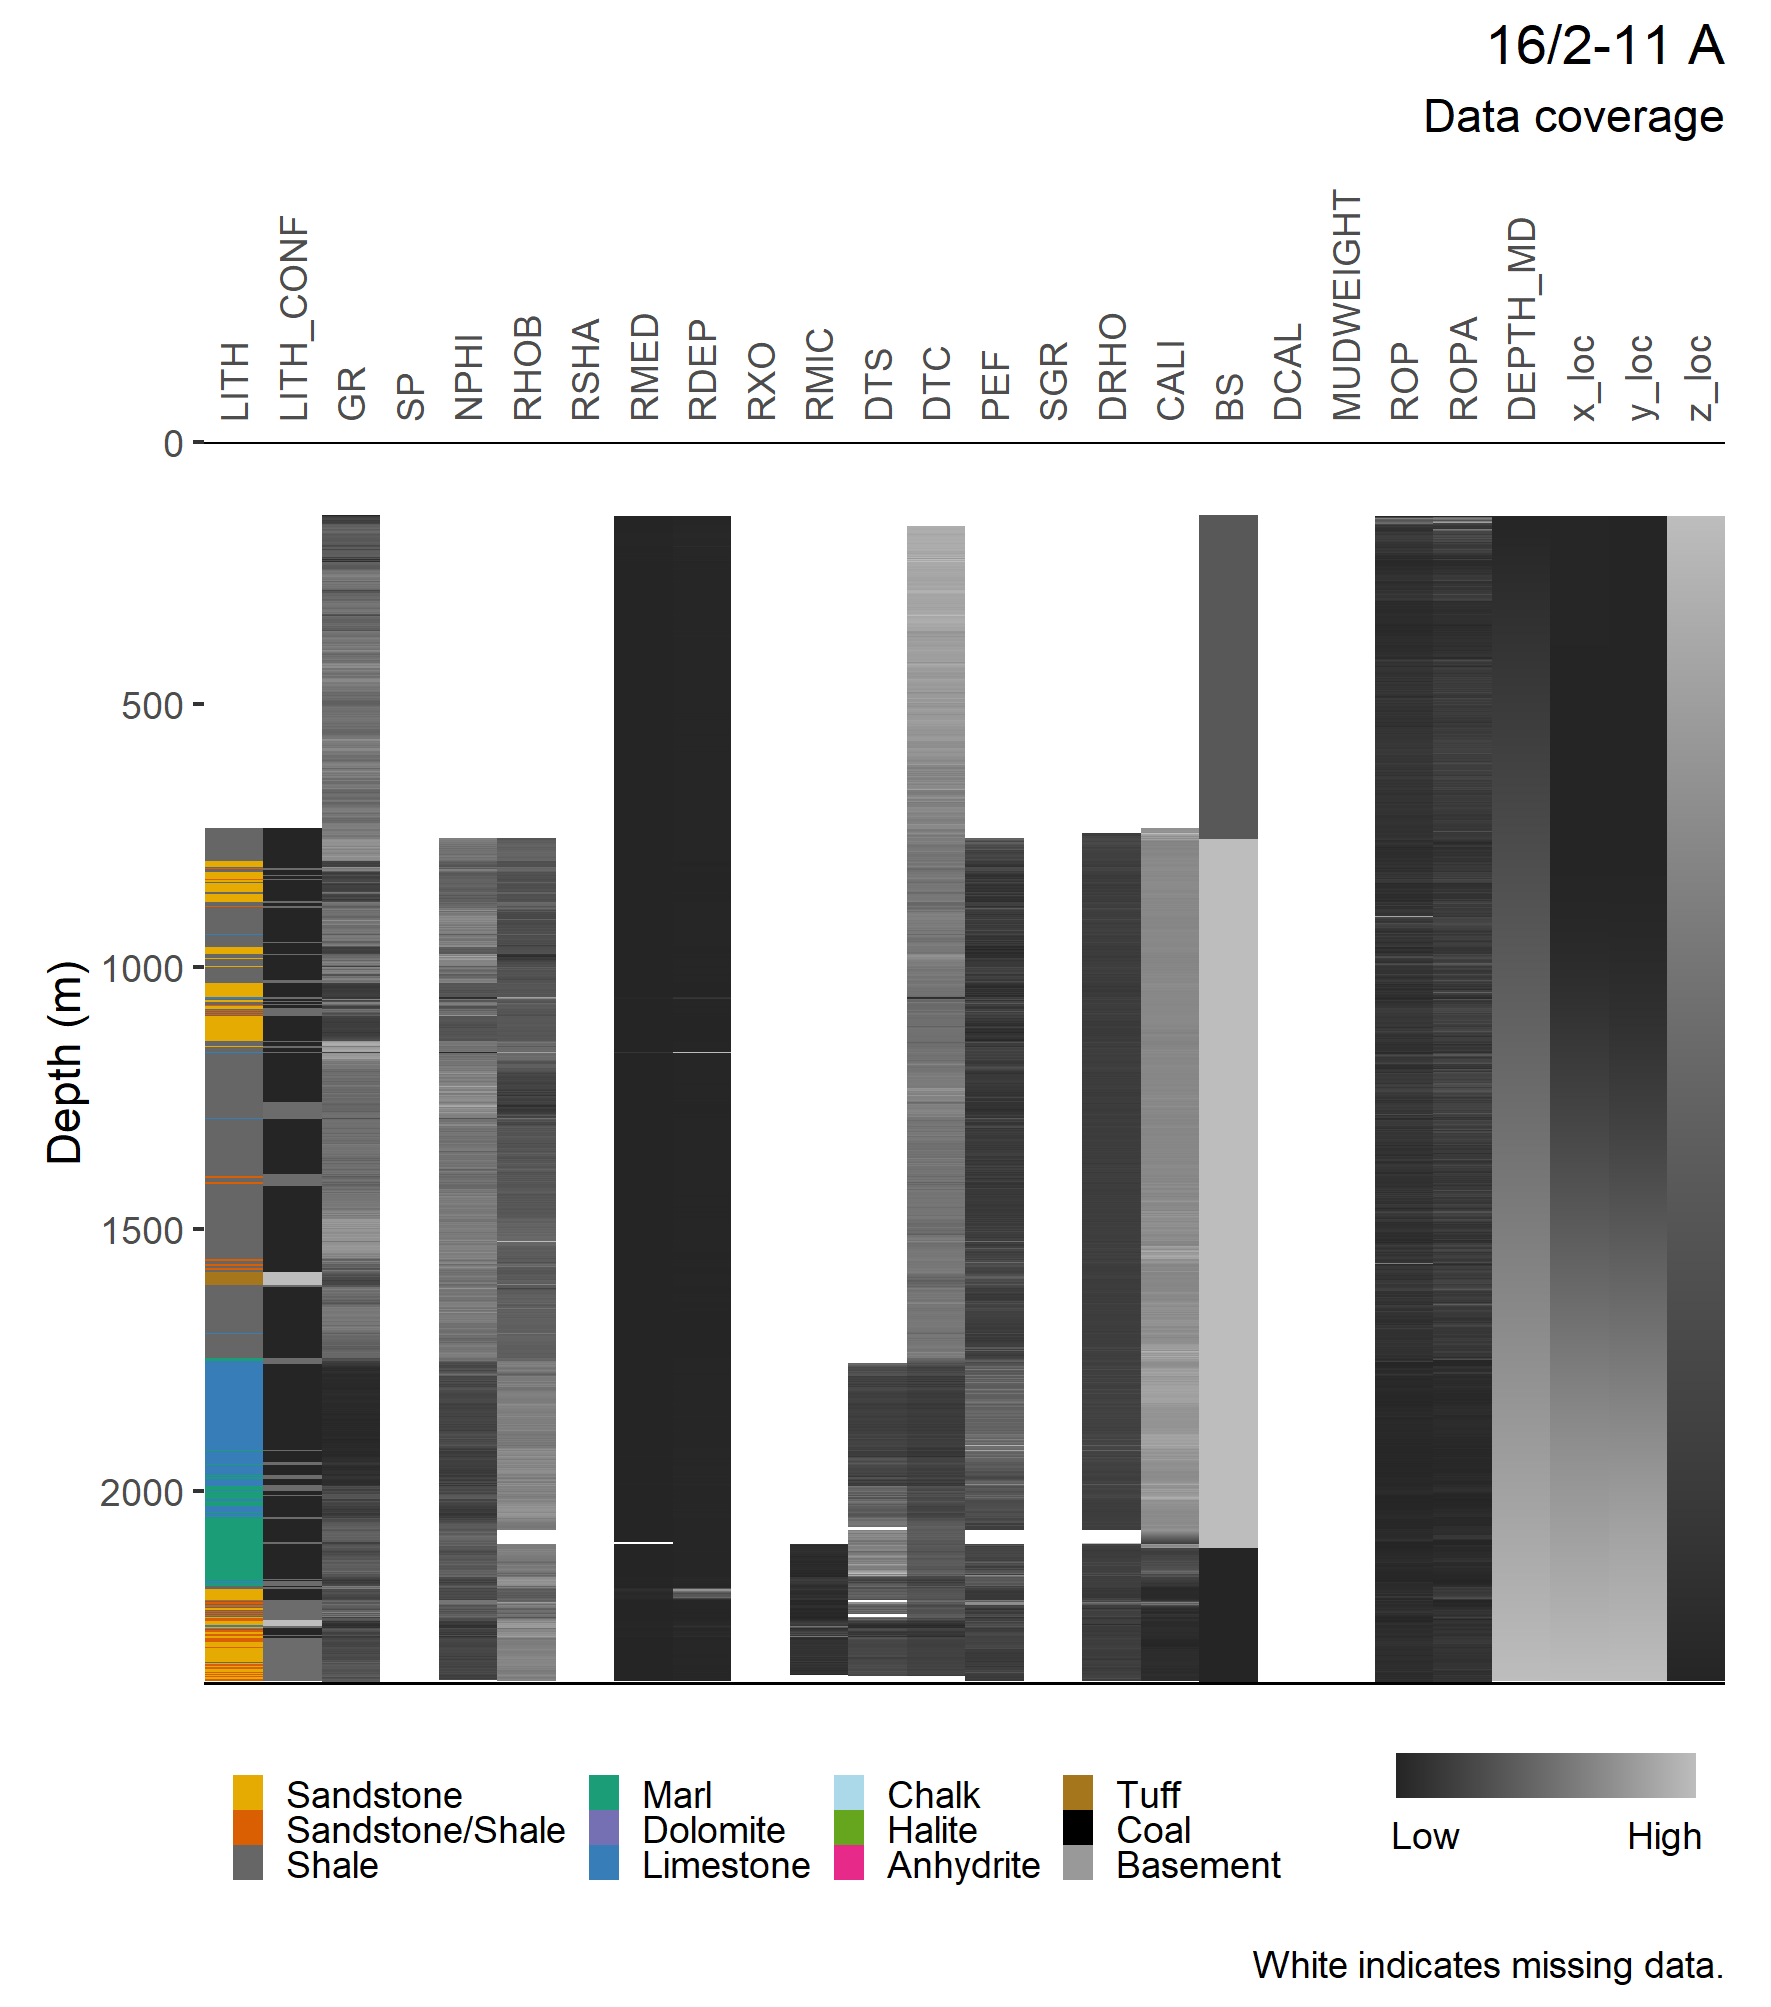 16/2-11 A
Data coverage
LITH
LITH_CONF
GR
SP
NPHI
RHOB
RSHA
RMED
RDEP
RXO
RMIC
DTS
DTC
PEF
SGR
DRHO
CALI
BS
DCAL
MUDWEIGHT
ROP
ROPA
DEPTH_MD
x_loc
y_loc
z_loc
0
500
1000
1500
2000
Depth (m)
Sandstone
Sandstone/Shale
Shale
Marl
Dolomite
Limestone
Chalk
Halite
Anhydrite
Tuff
Coal
Basement
Low High
White indicates missing data.